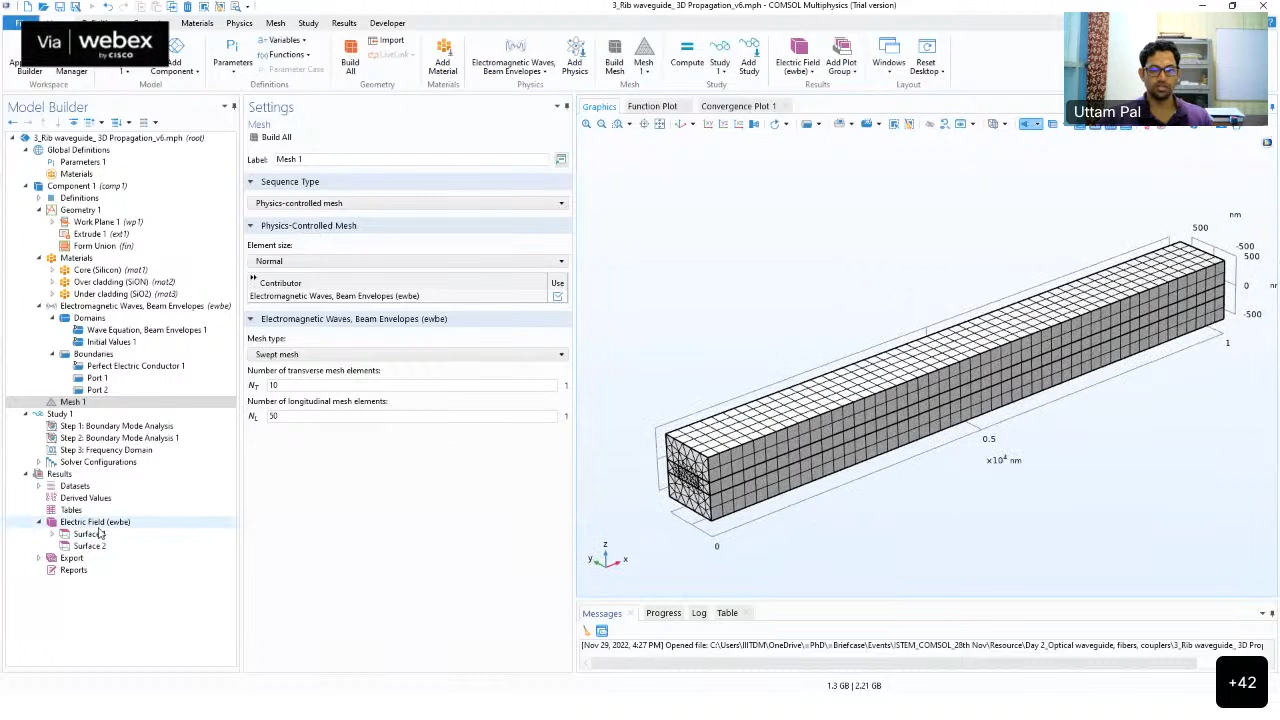 3_Rib waveguide_ 3D Propagation_v6.mph - COMSOL Multiphysics (Trial version)
Materials
Physics
Mesh
Study
Results
Developer
Via webex
by CISCO
Builder
Manager
Workspace
1
Component
Model
Pi
Parameters
Variables
Functions
Parameter Case
Definitions
Build
All
Import
LiveLink
Geometry
Add
Material
Materials
Electromagnetic Waves,
Beam Envelopes
Add
Physics
Physics
Build
Mesh
Mesh
1
Mesh
Compute
Study
1
Add
Study
Study
Electric Field
(ewbe)
Add Plot
Group
Results
Windows
Reset
Desktop
Layout
Uttam Pal
Model Builder
3_Rib waveguide_ 3D Propagation_v6.mph (root)
Global Definitions
Pi Parameters 1
Materials
Component 1 (comp1)
Definitions
Geometry 1
Work Plane 1 (wp1)
Extrude 1 (ext1)
Form Union (fin)
Materials
Core (Silicon) (mat1)
Over cladding (SiON) (mat2)
Under cladding (SiO2) (mat3)
Electromagnetic Waves, Beam Envelopes (ewbe)
Domains
Wave Equation, Beam Envelopes 1
Initial Values 1
Boundaries
Perfect Electric Conductor 1
Port 1
Port 2
Mesh 1
Study 1
Step 1: Boundary Mode Analysis
Step 2: Boundary Mode Analysis 1
Step 3: Frequency Domain
Solver Configurations
Results
Datasets
Derived Values
Tables
Electric Field (ewbe)
Surface
Surface 2
Export
Reports
Settings
Mesh
Build All
Label: Mesh 1
Sequence Type
Physics-controlled mesh
Physics-Controlled Mesh
Element size:
Normal
Contributor Use
Electromagnetic Waves, Beam Envelopes (ewbe)
Electromagnetic Waves, Beam Envelopes (ewbe)
Mesh type:
Swept mesh
Number of transverse mesh elements:
NT 10 1
Number of longitudinal mesh elements:
NL 50 1
Graphics
Function Plot
Convergence Plot 1
nm
500
-500
500
0
-500
1
0.5
×10⁴ nm
0
z
y
x
Messages
Progress
Log
Table
[Nov 29, 2022, 4:27 PM] Opened file: C:\Users\IIITDM\OneDrive\
1.3 GB | 2.21 GB
+42